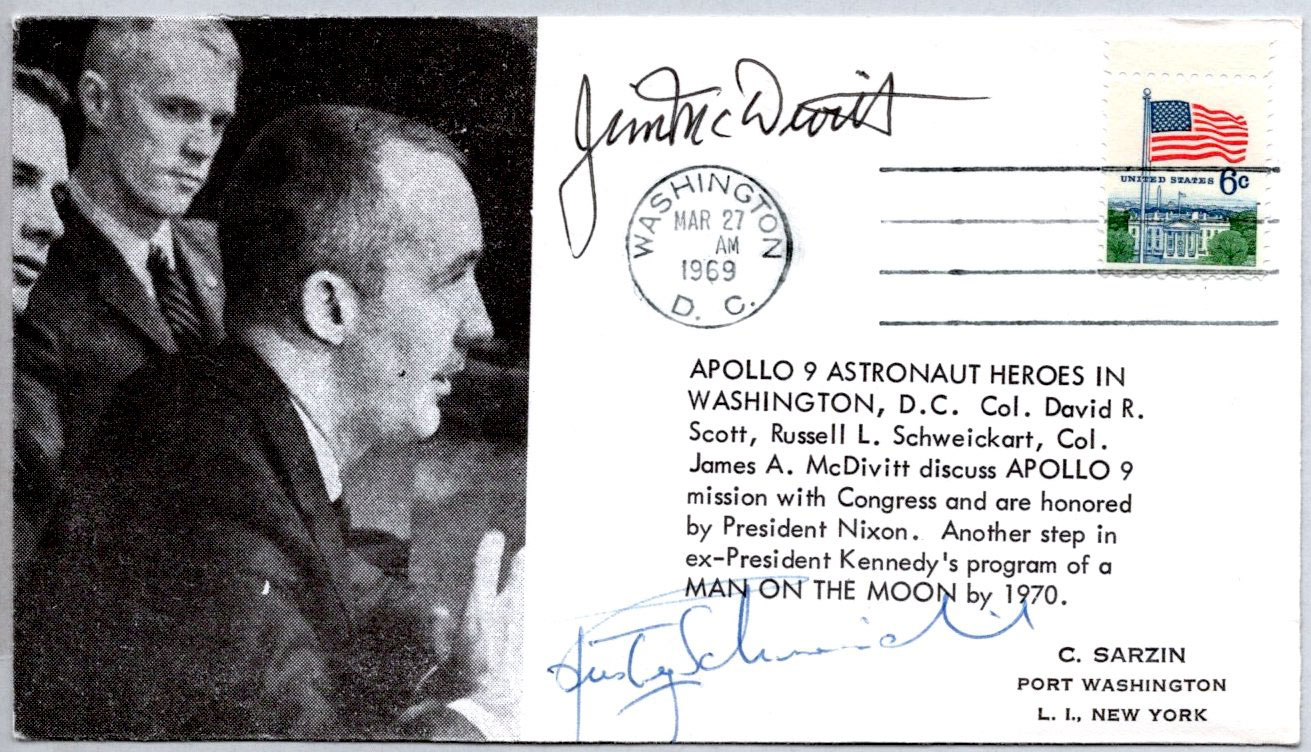 Jim McDivitt
WASHINGTON
MAR 27
AM
1969
D. C.
UNITED STATES 6c
APOLLO 9 ASTRONAUT HEROES IN
WASHINGTON, D.C. Col. David R.
Scott, Russell L. Schweickart, Col.
James A. McDivitt discuss APOLLO 9
mission with Congress and are honored
by President Nixon. Another step in
ex-President Kennedy's program of a
MAN ON THE MOON by 1970.
Rusty Schweickart
C. SARZIN
PORT WASHINGTON
L. I., NEW YORK